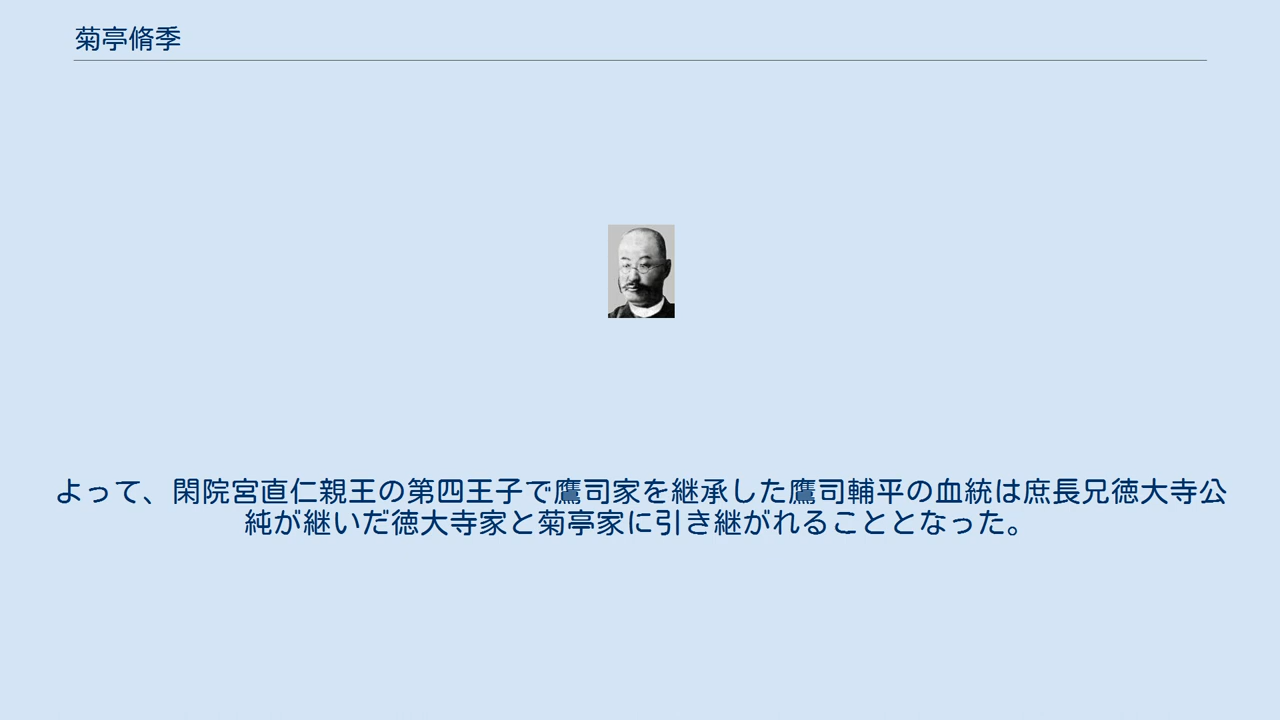 菊亭脩季
よって、閑院宮直仁親王の第四王子で鷹司家を継承した鷹司輔平の血統は庶長兄徳大寺公
純が継いだ徳大寺家と菊亭家に引き継がれることとなった。